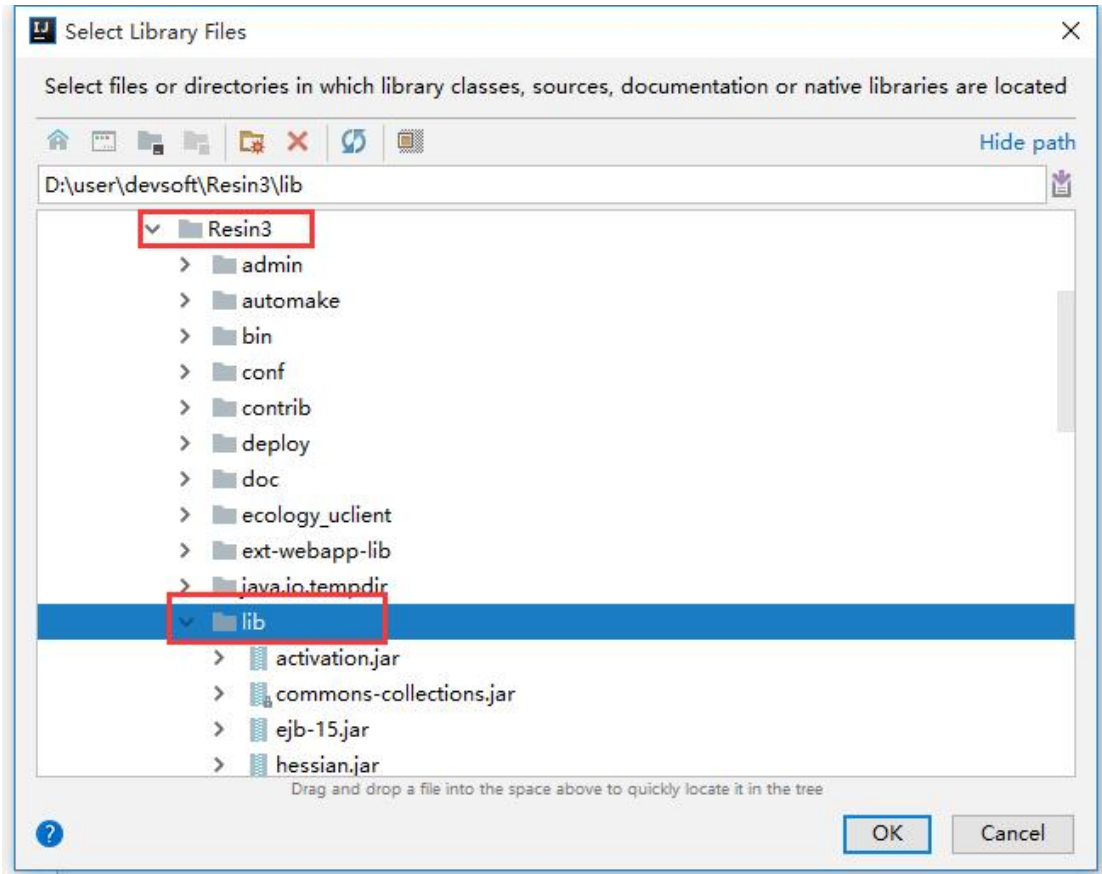 Select Library Files
Select files or directories in which library classes, sources, documentation or native libraries are located
Hide path
D:\user\devsoft\Resin3\lib
Resin3
admin
automake
bin
conf
contrib
deploy
doc
ecology_uclient
ext-webapp-lib
java.io.tempdir
lib
activation.jar
commons-collections.jar
ejb-15.jar
hessian.jar
Drag and drop a file into the space above to quickly locate it in the tree
?
OK Cancel